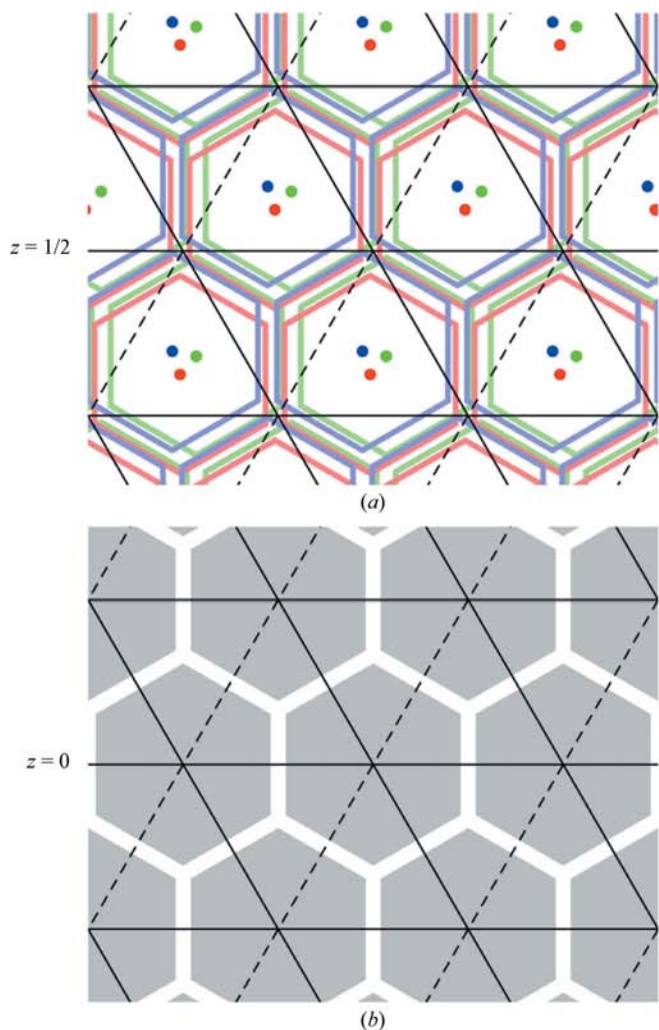 z = 1/2
(a)
z = 0
(b)